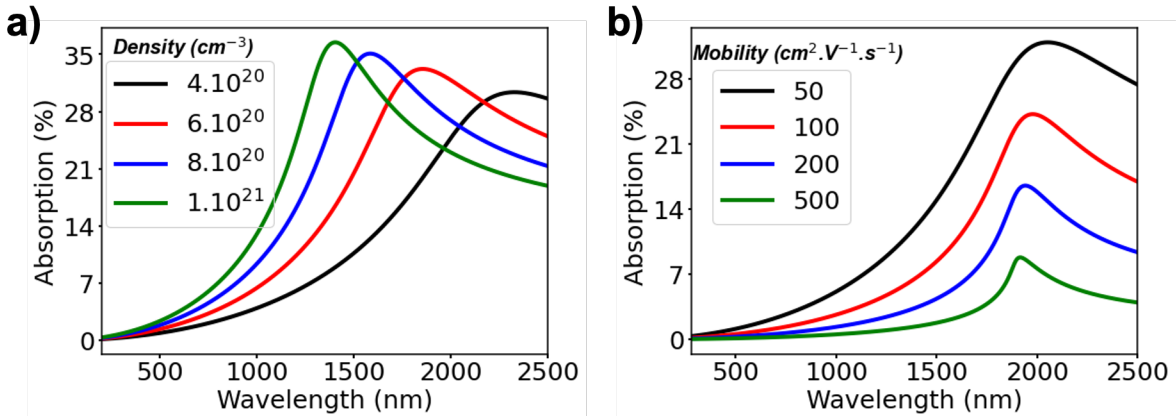 a)
Density (cm⁻³)
4.10²⁰
6.10²⁰
8.10²⁰
1.10²¹
Absorption (%)
35
28
21
14
7
0
500 1000 1500 2000 2500
Wavelength (nm)
b)
Mobility (cm².V⁻¹.s⁻¹)
50
100
200
500
Absorption (%)
28
21
14
7
0
500 1000 1500 2000 2500
Wavelength (nm)